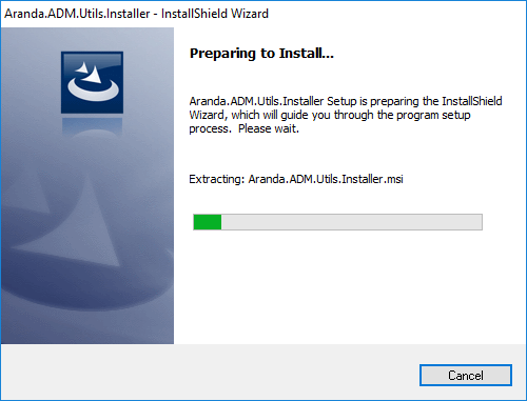 Aranda.ADM.Utils.Installer - InstallShield Wizard
Preparing to Install...
Aranda.ADM.Utils.Installer Setup is preparing the InstallShield
Wizard, which will guide you through the program setup
process.  Please wait.
Extracting: Aranda.ADM.Utils.Installer.msi
Cancel